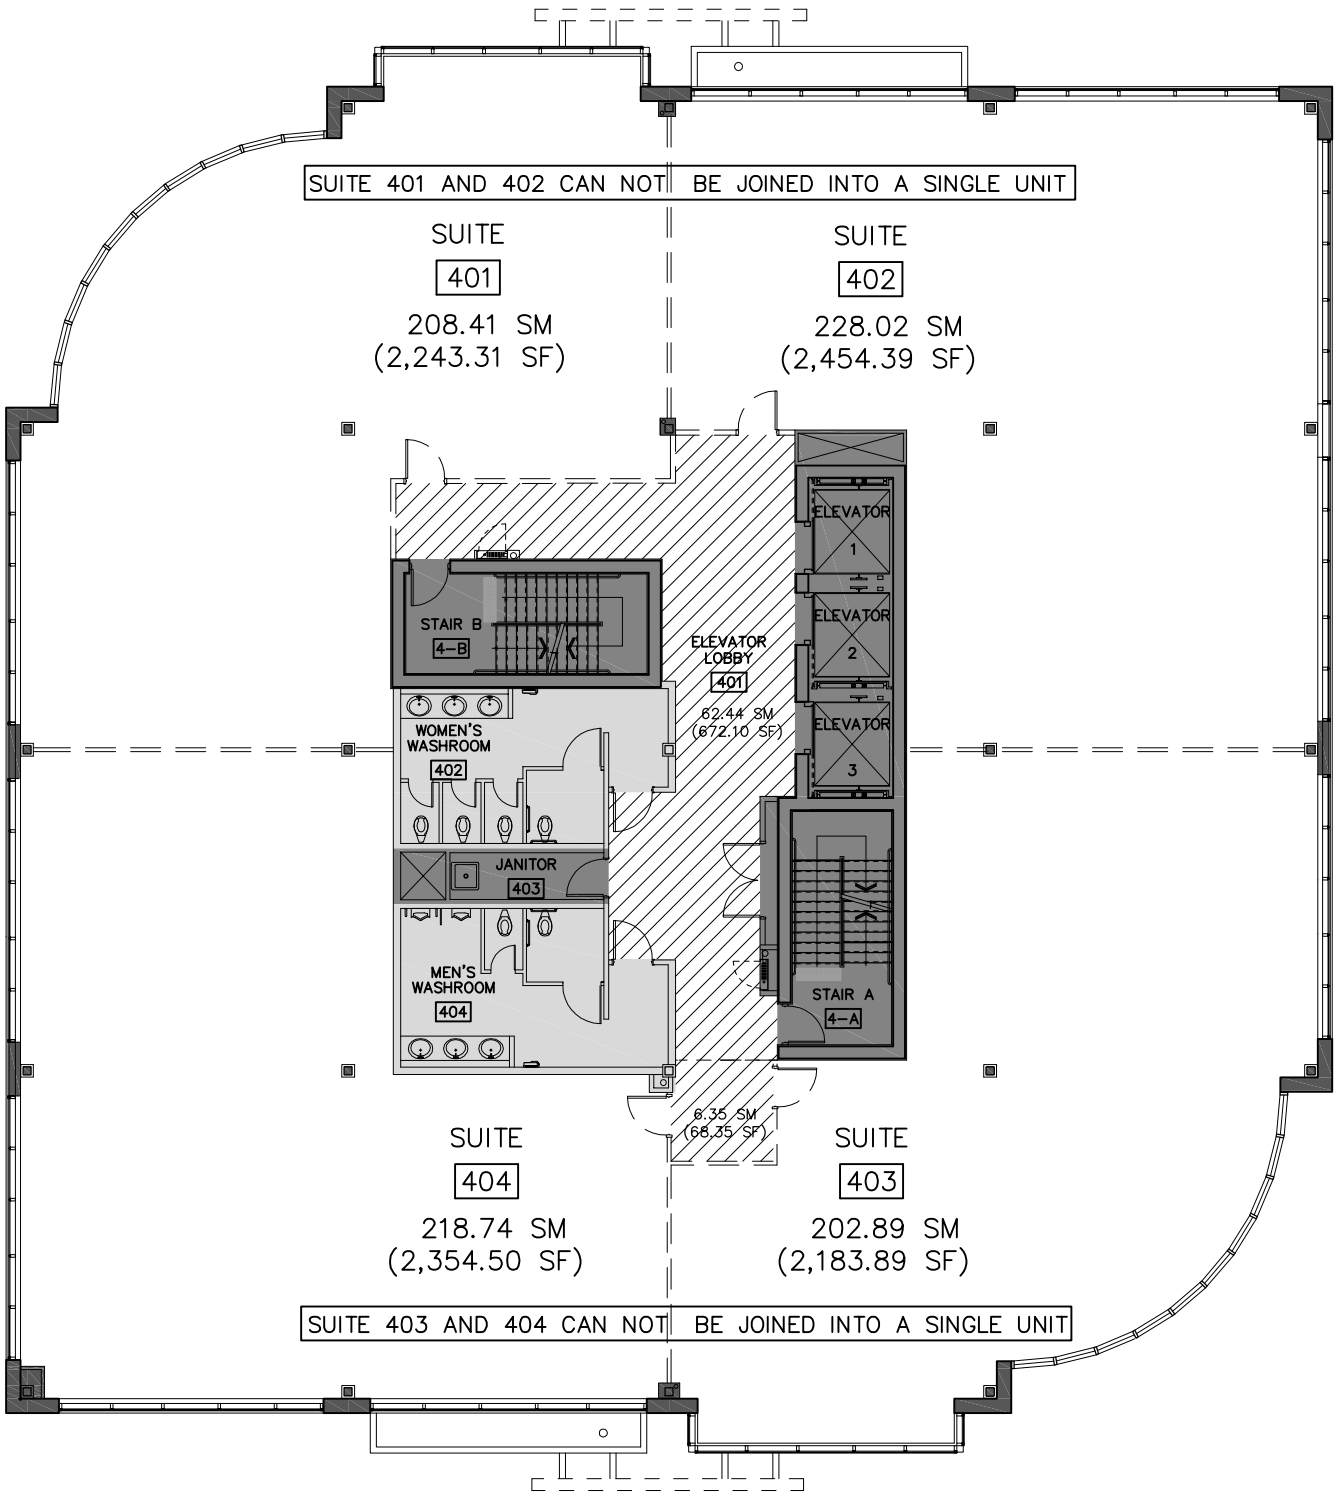 SUITE 401 AND 402 CAN NOT BE JOINED INTO A SINGLE UNIT
SUITE
401
208.41 SM
(2,243.31 SF)
SUITE
402
228.02 SM
(2,454.39 SF)
ELEVATOR
1
ELEVATOR
2
ELEVATOR
3
STAIR B
4-B
ELEVATOR
LOBBY
401
62.44 SM
(672.10 SF)
WOMEN'S
WASHROOM
402
JANITOR
403
MEN'S
WASHROOM
404
STAIR A
4-A
6.35 SM
(68.35 SF)
SUITE
404
218.74 SM
(2,354.50 SF)
SUITE
403
202.89 SM
(2,183.89 SF)
SUITE 403 AND 404 CAN NOT BE JOINED INTO A SINGLE UNIT